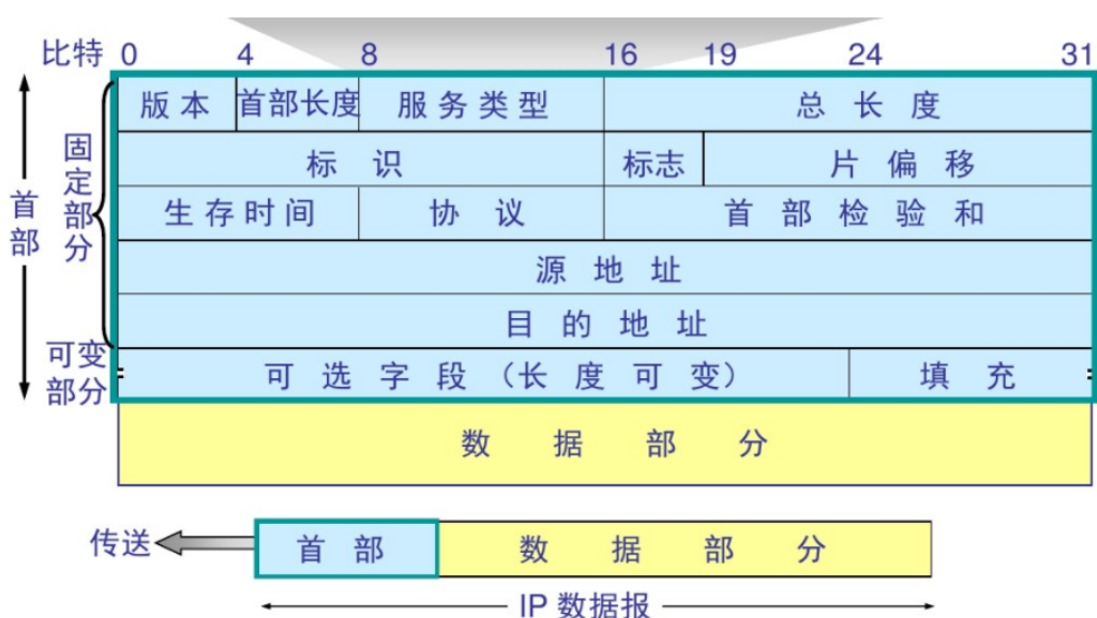 比特 0 4 8 16 19 24 31
版本 首部长度 服务类型 总长度
标识 标志 片偏移
生存时间 协议 首部检验和
源地址
目的地址
可选字段（长度可变） 填充
数据部分
首部
固定部分
可变部分
传送 首部 数据部分
IP 数据报